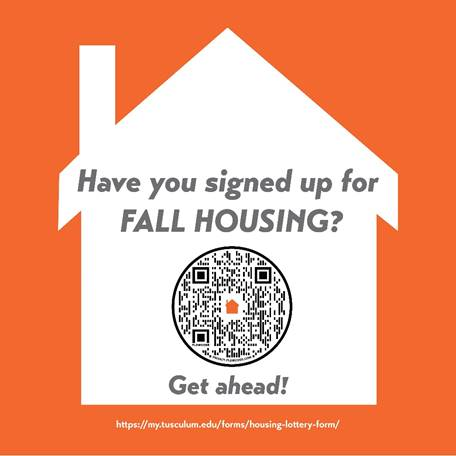 Have you signed up for
FALL HOUSING?
Get ahead!
https://my.tusculum.edu/forms/housing-lottery-form/